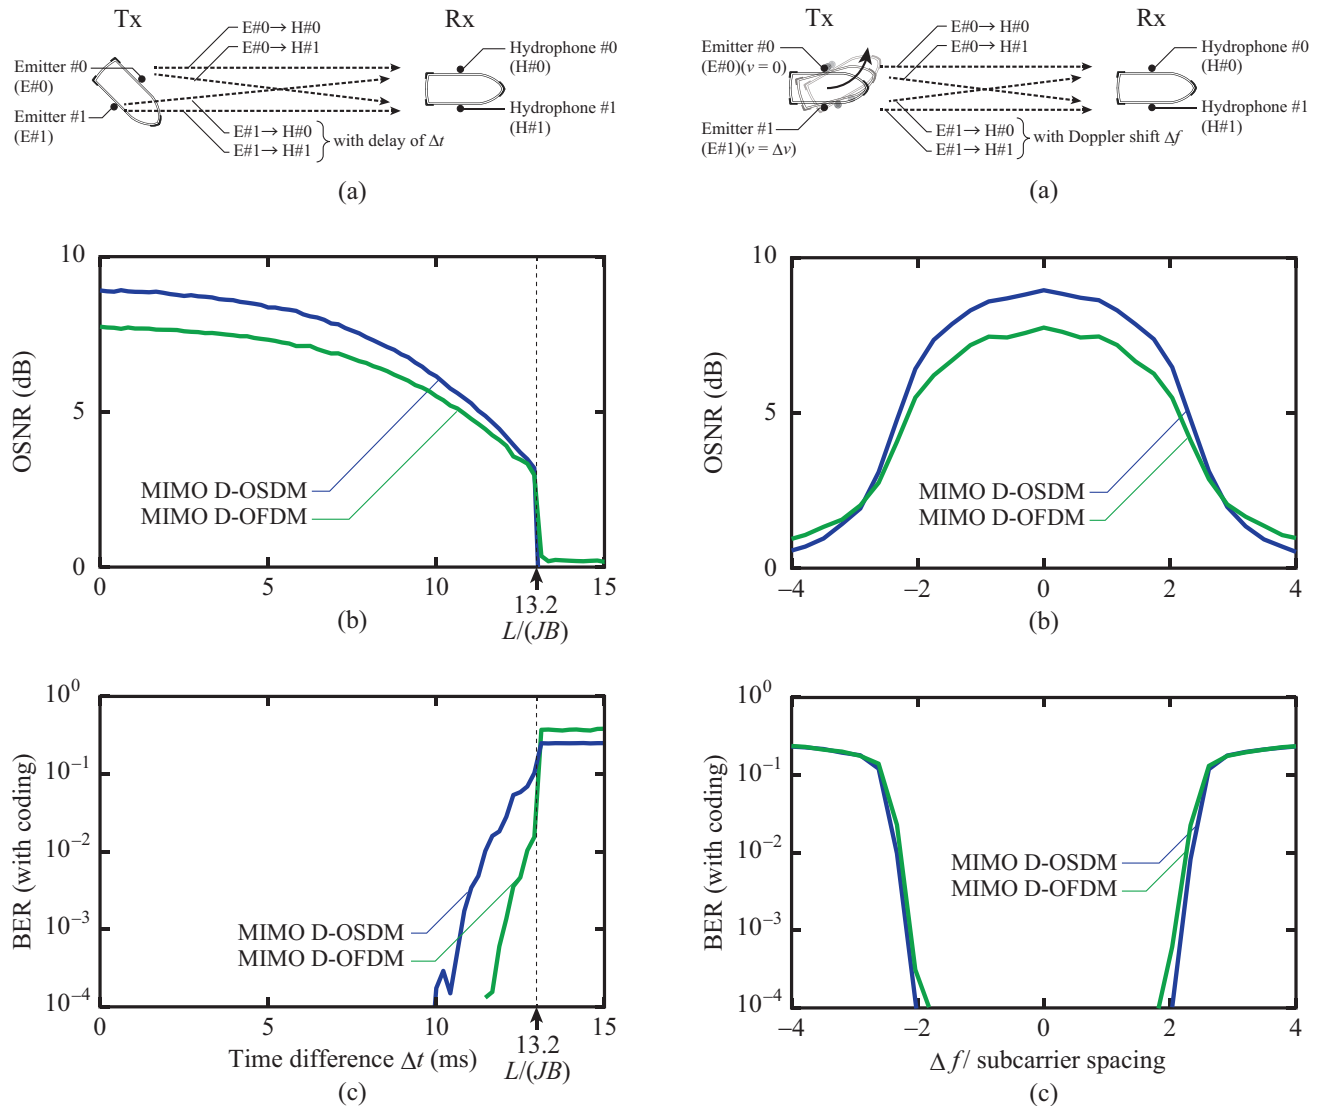 Tx
Rx
E#0→ H#0
E#0→ H#1
Emitter #0
(E#0)
Hydrophone #0
(H#0)
Emitter #1
(E#1)
Hydrophone #1
(H#1)
E#1→ H#0
E#1→ H#1
with delay of Δt
(a)
10
5
0
OSNR (dB)
MIMO D-OSDM
MIMO D-OFDM
0
5
10
15
13.2
L/(JB)
(b)
10^0
10^-1
10^-2
10^-3
10^-4
BER (with coding)
MIMO D-OSDM
MIMO D-OFDM
0
5
10
15
Time difference Δt (ms)
13.2
L/(JB)
(c)
Tx
Rx
E#0→ H#0
E#0→ H#1
Emitter #0
(E#0)(v = 0)
Hydrophone #0
(H#0)
Emitter #1
(E#1)(v = Δv)
Hydrophone #1
(H#1)
E#1→ H#0
E#1→ H#1
with Doppler shift Δf
(a)
10
5
0
OSNR (dB)
MIMO D-OSDM
MIMO D-OFDM
−4
−2
0
2
4
(b)
10^0
10^-1
10^-2
10^-3
10^-4
BER (with coding)
MIMO D-OSDM
MIMO D-OFDM
−4
−2
0
2
4
Δ f / subcarrier spacing
(c)